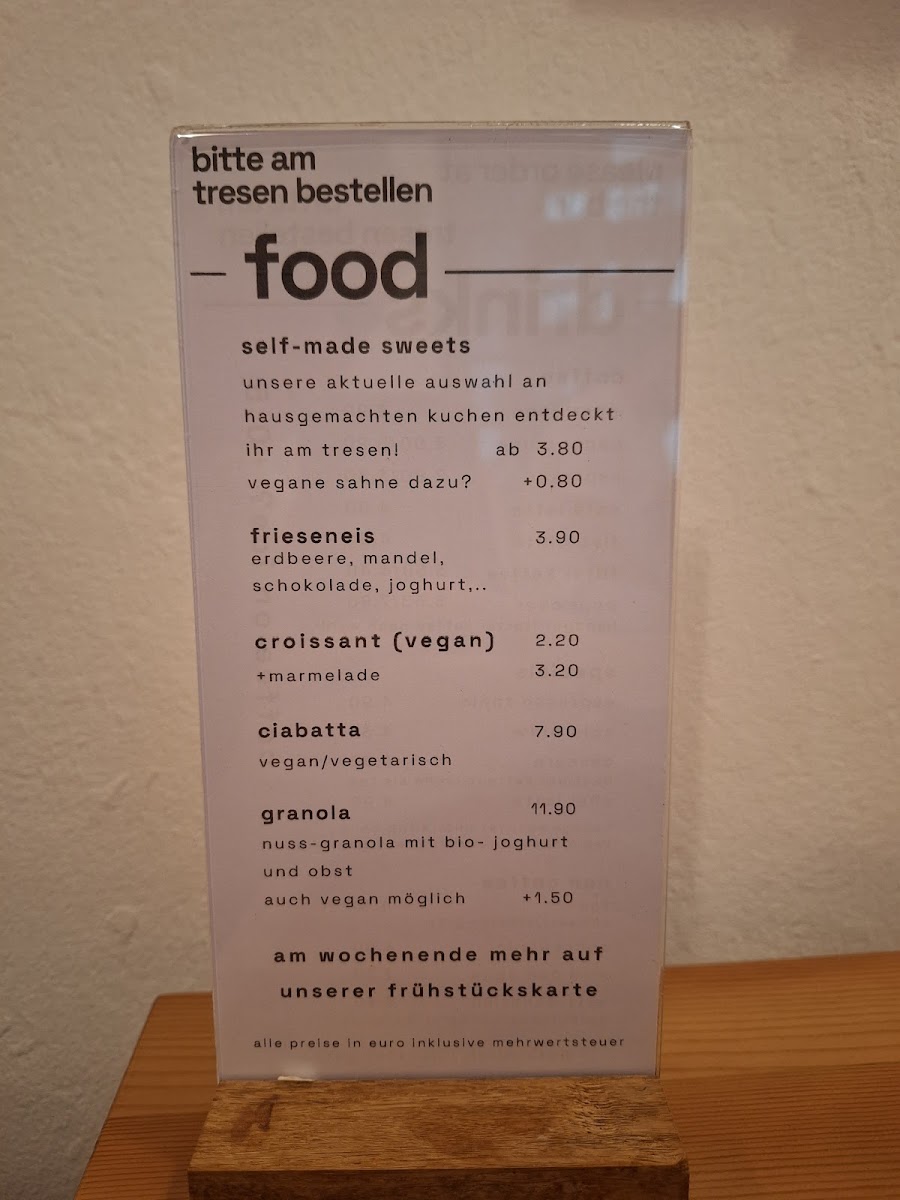 bitte am
tresen bestellen
food
self-made sweets
unsere aktuelle auswahl an
hausgemachten kuchen entdeckt
ihr am tresen! ab 3.80
vegane sahne dazu? +0.80
frieseneis 3.90
erdbeere, mandel,
schokolade, joghurt,..
croissant (vegan) 2.20
+marmelade 3.20
ciabatta 7.90
vegan/vegetarisch
granola 11.90
nuss-granola mit bio- joghurt
und obst
auch vegan möglich +1.50
am wochenende mehr auf
unserer frühstückskarte
alle preise in euro inklusive mehrwertsteuer